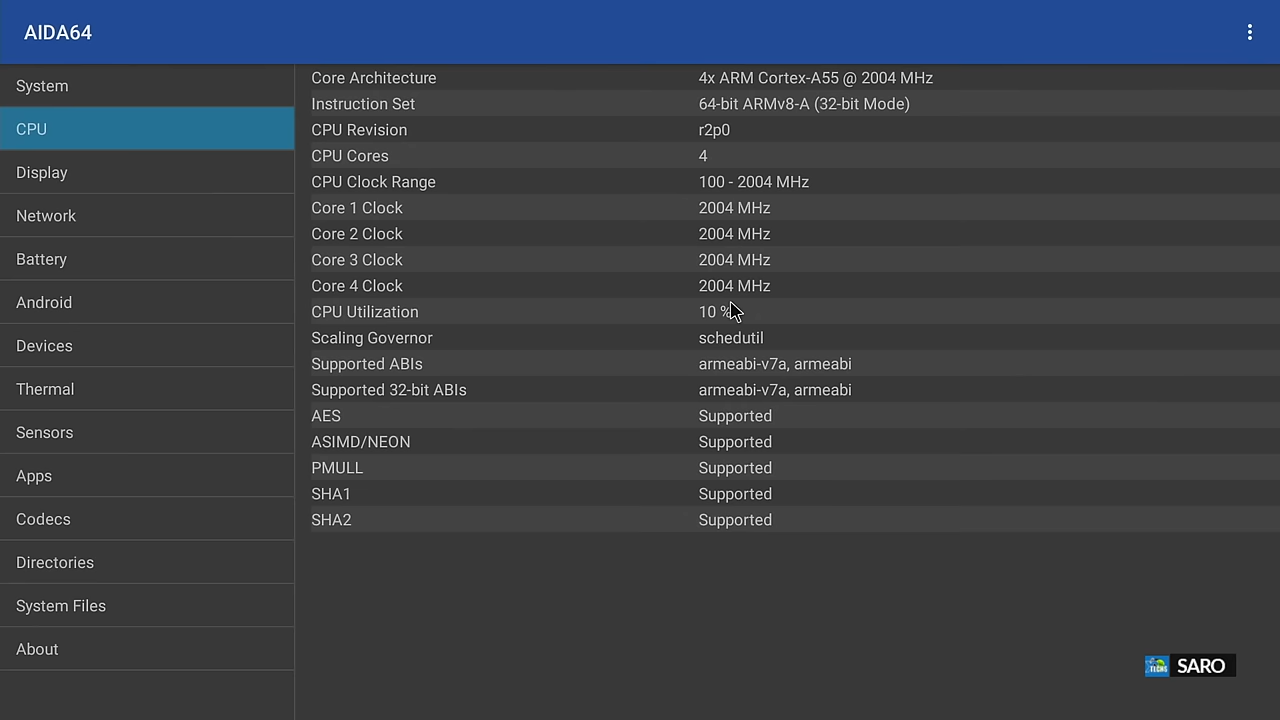 AIDA64
System
CPU
Display
Network
Battery
Android
Devices
Thermal
Sensors
Apps
Codecs
Directories
System Files
About
Core Architecture 4x ARM Cortex-A55 @ 2004 MHz
Instruction Set 64-bit ARMv8-A (32-bit Mode)
CPU Revision r2p0
CPU Cores 4
CPU Clock Range 100 - 2004 MHz
Core 1 Clock 2004 MHz
Core 2 Clock 2004 MHz
Core 3 Clock 2004 MHz
Core 4 Clock 2004 MHz
CPU Utilization 10 %
Scaling Governor schedutil
Supported ABIs armeabi-v7a, armeabi
Supported 32-bit ABIs armeabi-v7a, armeabi
AES Supported
ASIMD/NEON Supported
PMULL Supported
SHA1 Supported
SHA2 Supported
SARO